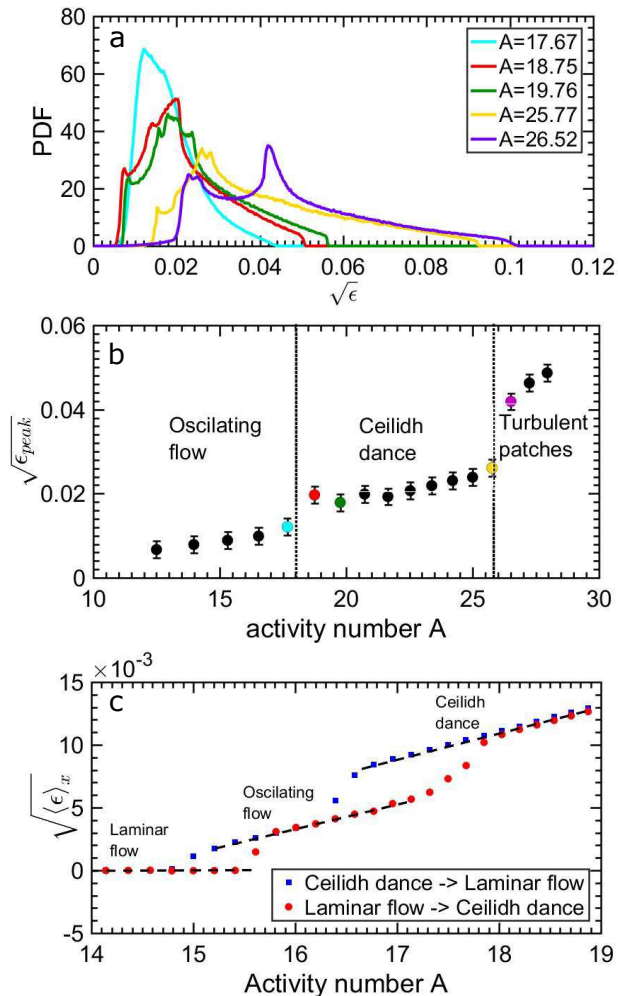 a
80
60
40
20
0
PDF
A=17.67
A=18.75
A=19.76
A=25.77
A=26.52
0 0.02 0.04 0.06 0.08 0.1 0.12
√ϵ
b
0.06
0.04
0.02
0
√ϵpeak
Oscilating
flow
Ceilidh
dance
Turbulent
patches
10 15 20 25 30
activity number A
×10-3
c
15
10
5
0
-5
√⟨ϵ⟩x
Ceilidh
dance
Oscilating
flow
Laminar
flow
Ceilidh dance -> Laminar flow
Laminar flow -> Ceilidh dance
14 15 16 17 18 19
Activity number A